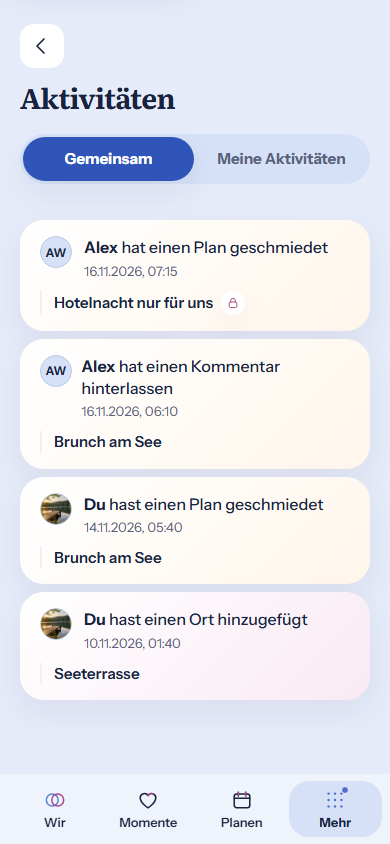 Aktivitäten
Gemeinsam
Meine Aktivitäten
AW
Alex hat einen Plan geschmiedet
16.11.2026, 07:15
Hotelnacht nur für uns
AW
Alex hat einen Kommentar
hinterlassen
16.11.2026, 06:10
Brunch am See
Du hast einen Plan geschmiedet
14.11.2026, 05:40
Brunch am See
Du hast einen Ort hinzugefügt
10.11.2026, 01:40
Seeterrasse
Wir
Momente
Planen
Mehr